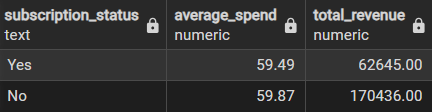 subscription_status average_spend total_revenue
text numeric numeric
Yes 59.49 62645.00
No 59.87 170436.00